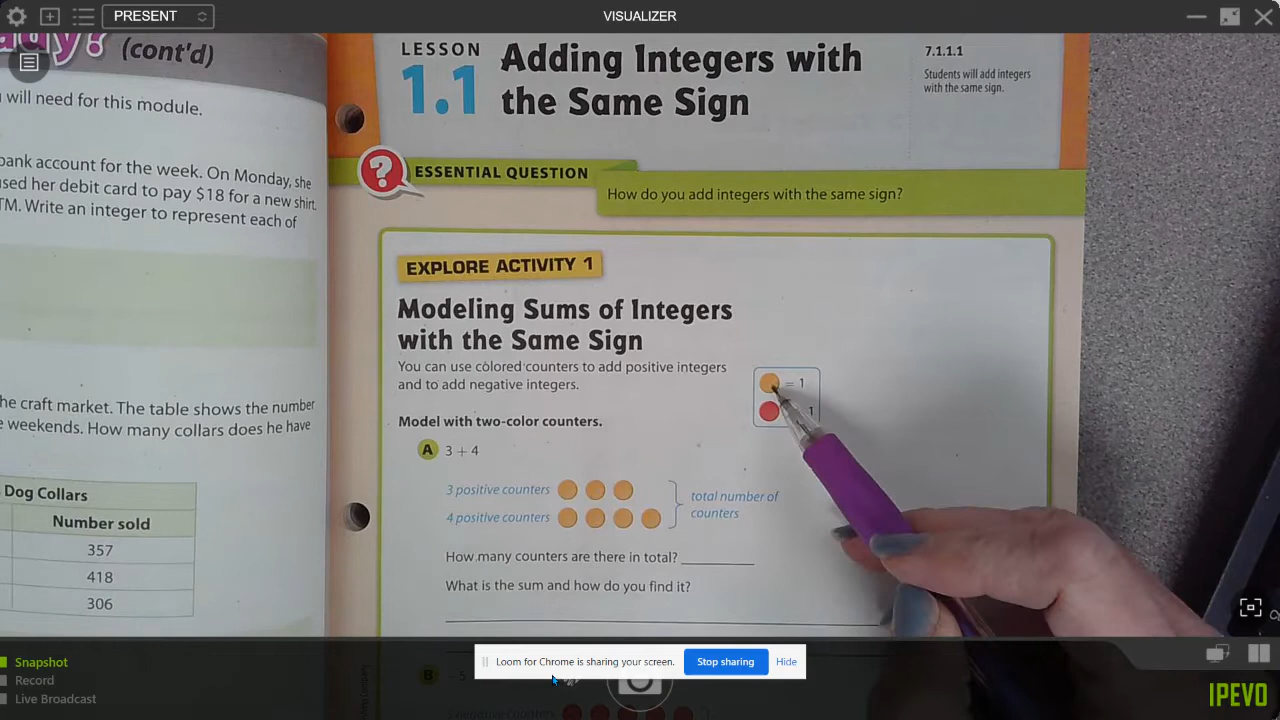 PRESENT
VISUALIZER
(cont'd)
will need for this module.
bank account for the week. On Monday, she
used her debit card to pay $18 for a new shirt.
Write an integer to represent each of
he craft market. The table shows the number
weekends. How many collars does he have
Dog Collars
Number sold
357
418
306
LESSON
1.1
Adding Integers with
the Same Sign
7.1.1.1
Students will add integers
with the same sign.
?
ESSENTIAL QUESTION
How do you add integers with the same sign?
EXPLORE ACTIVITY 1
Modeling Sums of Integers
with the Same Sign
You can use colored counters to add positive integers
and to add negative integers.
= 1
1
Model with two-color counters.
A 3 + 4
3 positive counters
4 positive counters
total number of
counters
How many counters are there in total?
What is the sum and how do you find it?
B - 5
Loom for Chrome is sharing your screen. Stop sharing Hide
Snapshot
Record
Live Broadcast
IPEVO